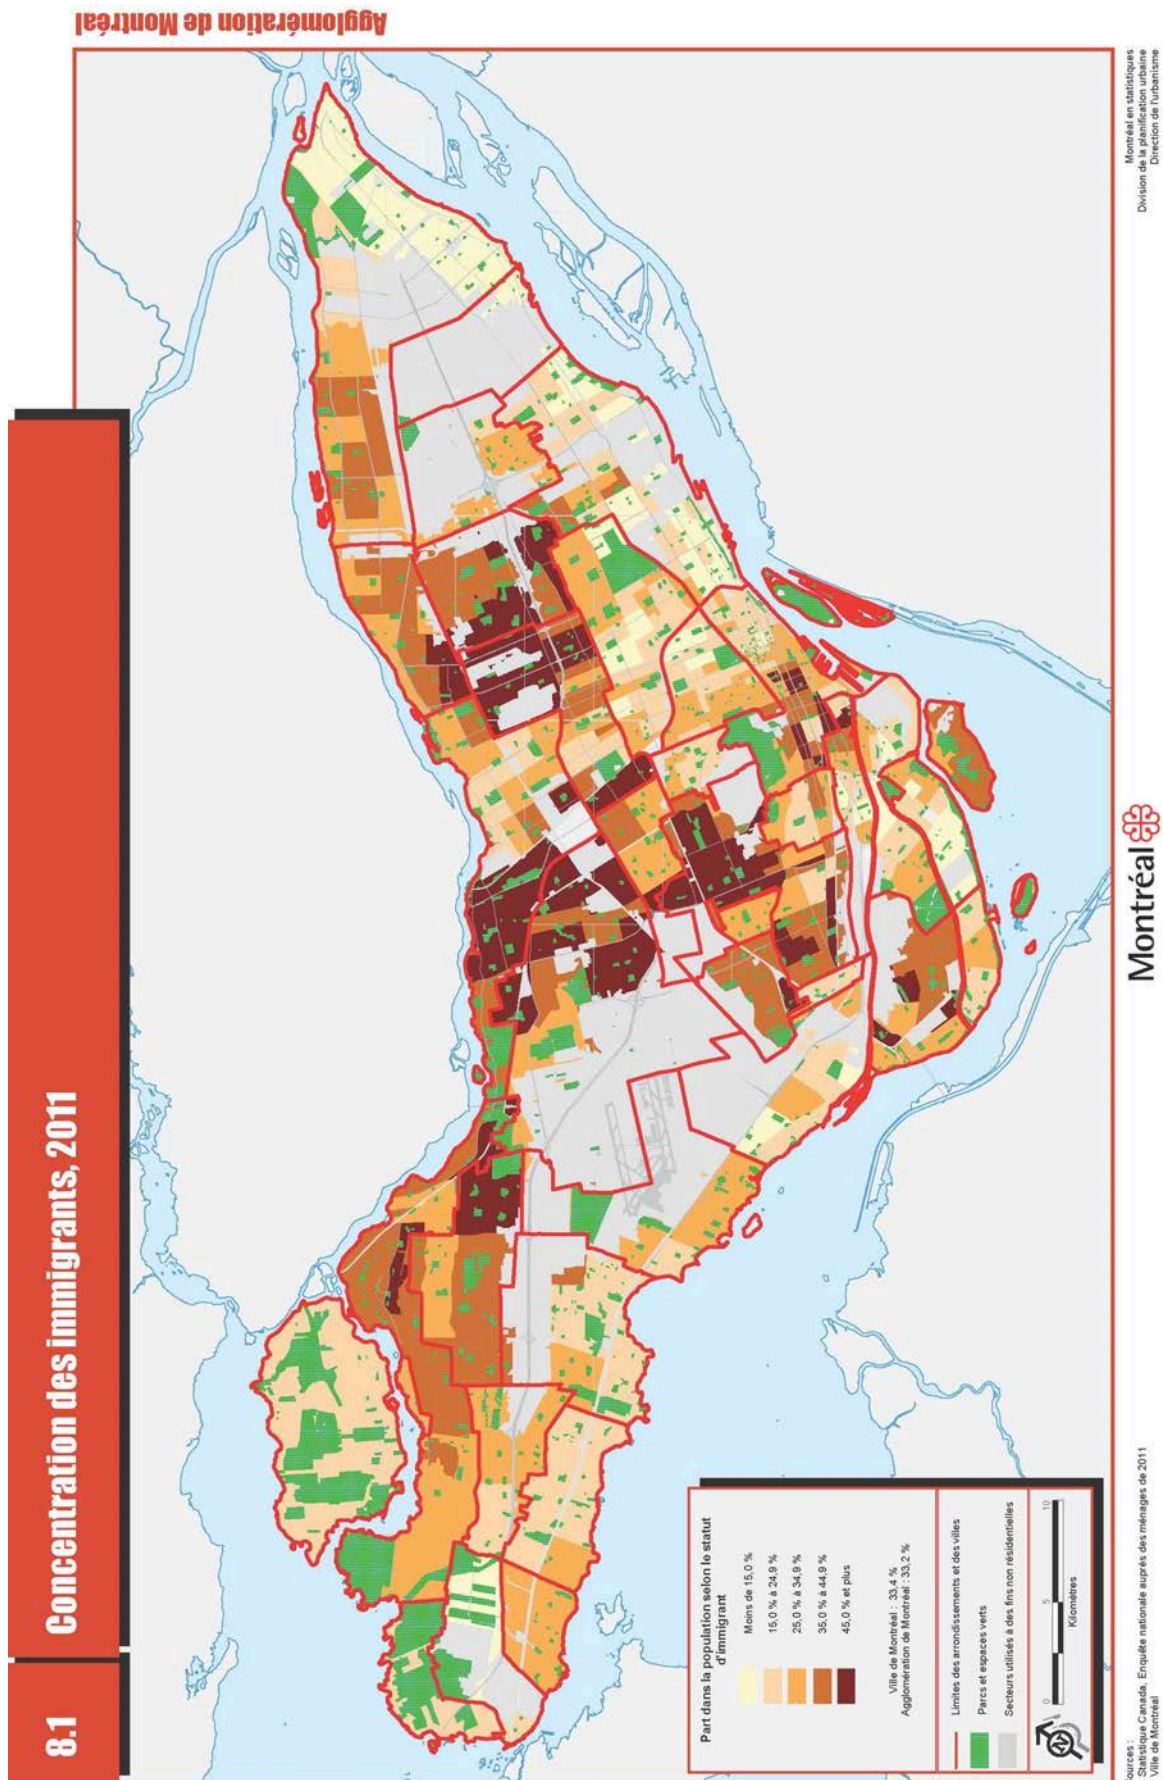 8.1 Concentration des immigrants, 2011
Agglomération de Montréal
Part dans la population selon le statut
d'immigrant
Moins de 15,0 %
15,0 % à 24,9 %
25,0 % à 34,9 %
35,0 % à 44,9 %
45,0 % et plus
Ville de Montréal : 33,4 %
Agglomération de Montréal : 33,2 %
Limites des arrondissements et des villes
Parcs et espaces verts
Secteurs utilisés à des fins non résidentielles
N
0 5 10
Kilomètres
ources :
Statistique Canada, Enquête nationale auprès des ménages de 2011
Ville de Montréal
Montréal
Montréal en statistiques
Division de la planification urbaine
Direction de l'urbanisme